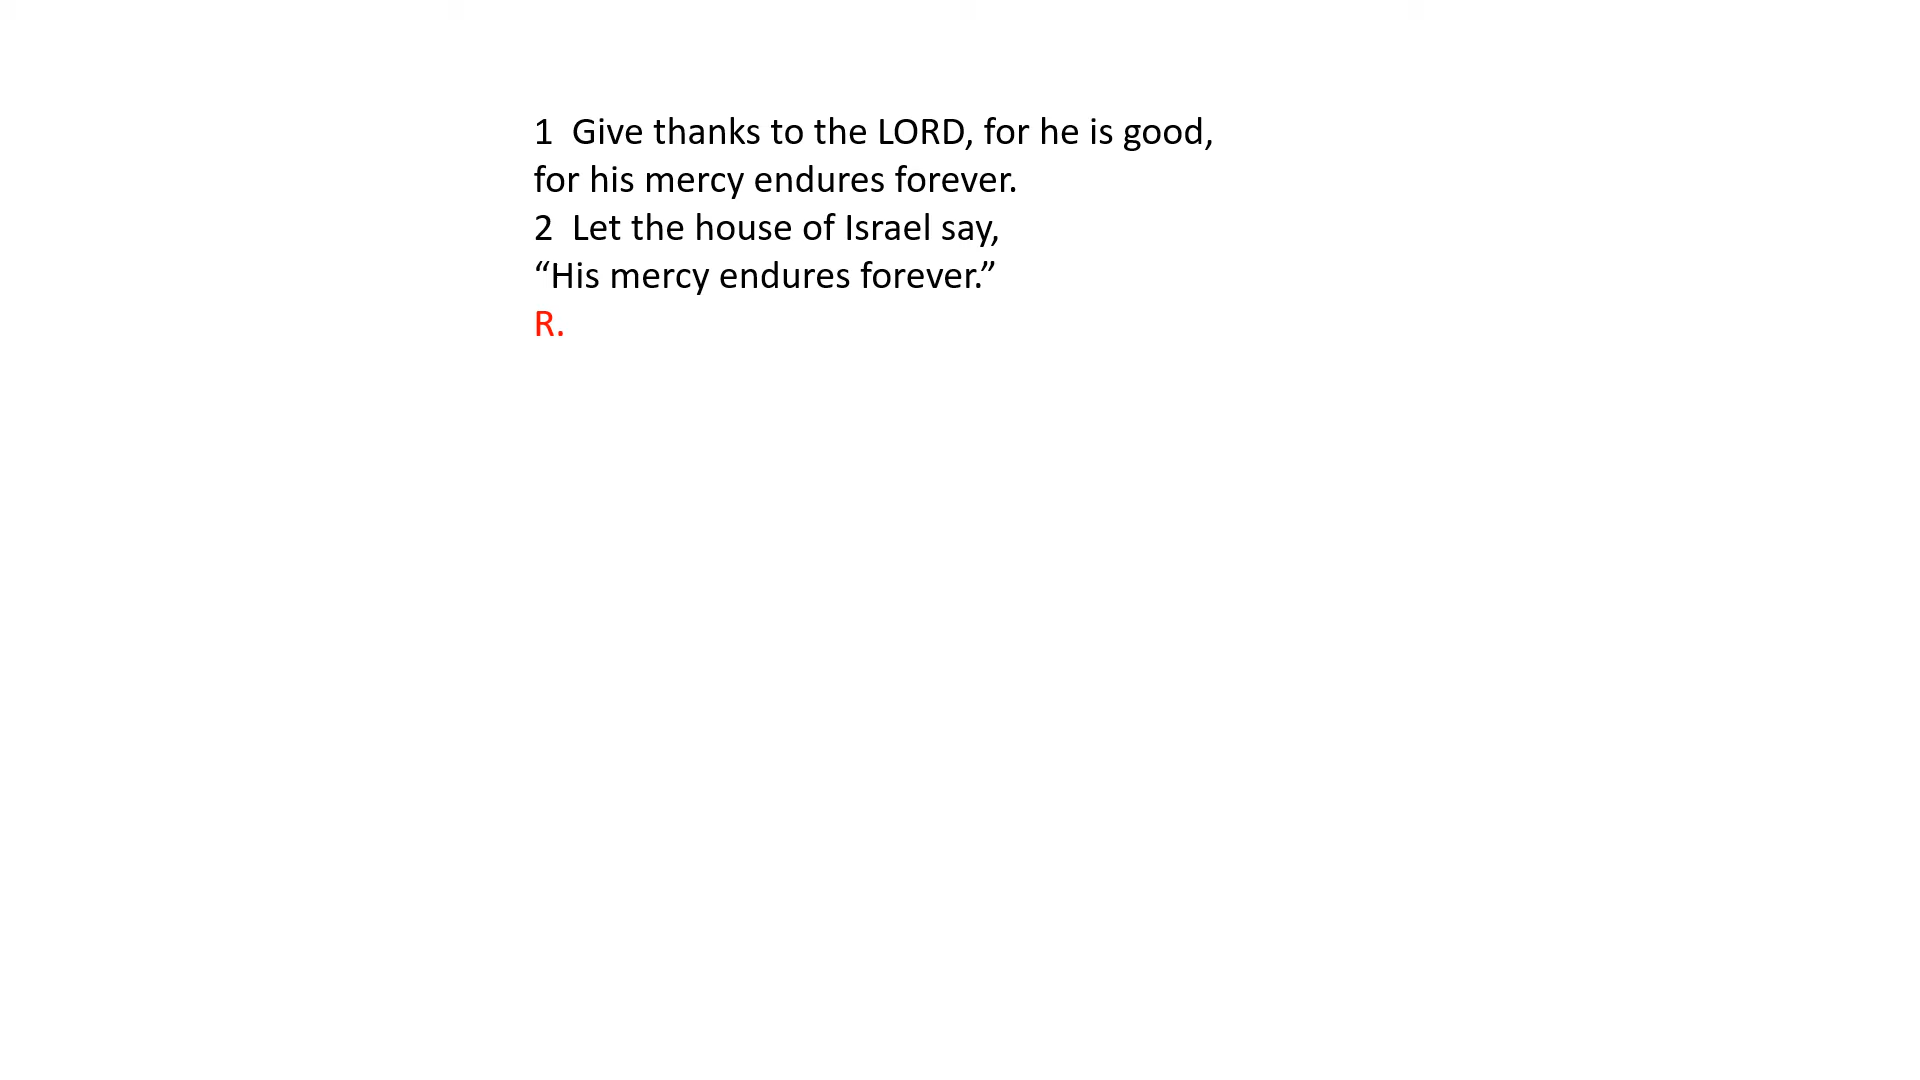 1  Give thanks to the LORD, for he is good,
for his mercy endures forever.
2  Let the house of Israel say,
“His mercy endures forever.”
R.